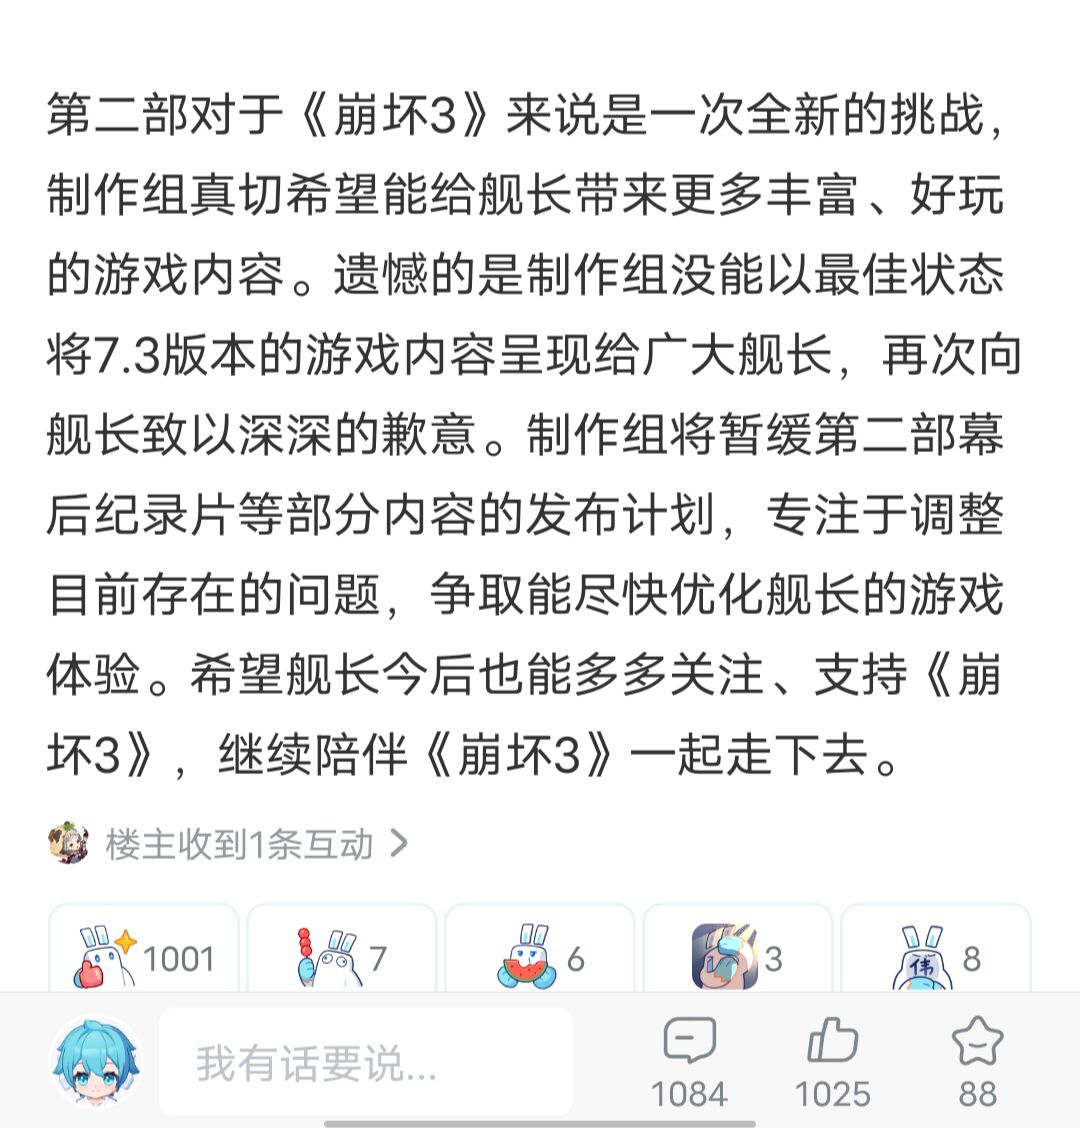 第二部对于《崩坏3》来说是一次全新的挑战，
制作组真切希望能给舰长带来更多丰富、好玩
的游戏内容。遗憾的是制作组没能以最佳状态
将7.3版本的游戏内容呈现给广大舰长，再次向
舰长致以深深的歉意。制作组将暂缓第二部幕
后纪录片等部分内容的发布计划，专注于调整
目前存在的问题，争取能尽快优化舰长的游戏
体验。希望舰长今后也能多多关注、支持《崩
坏3》，继续陪伴《崩坏3》一起走下去。
楼主收到1条互动 >
1001 7 6 3 伟 8
我有话要说...
1084 1025 88